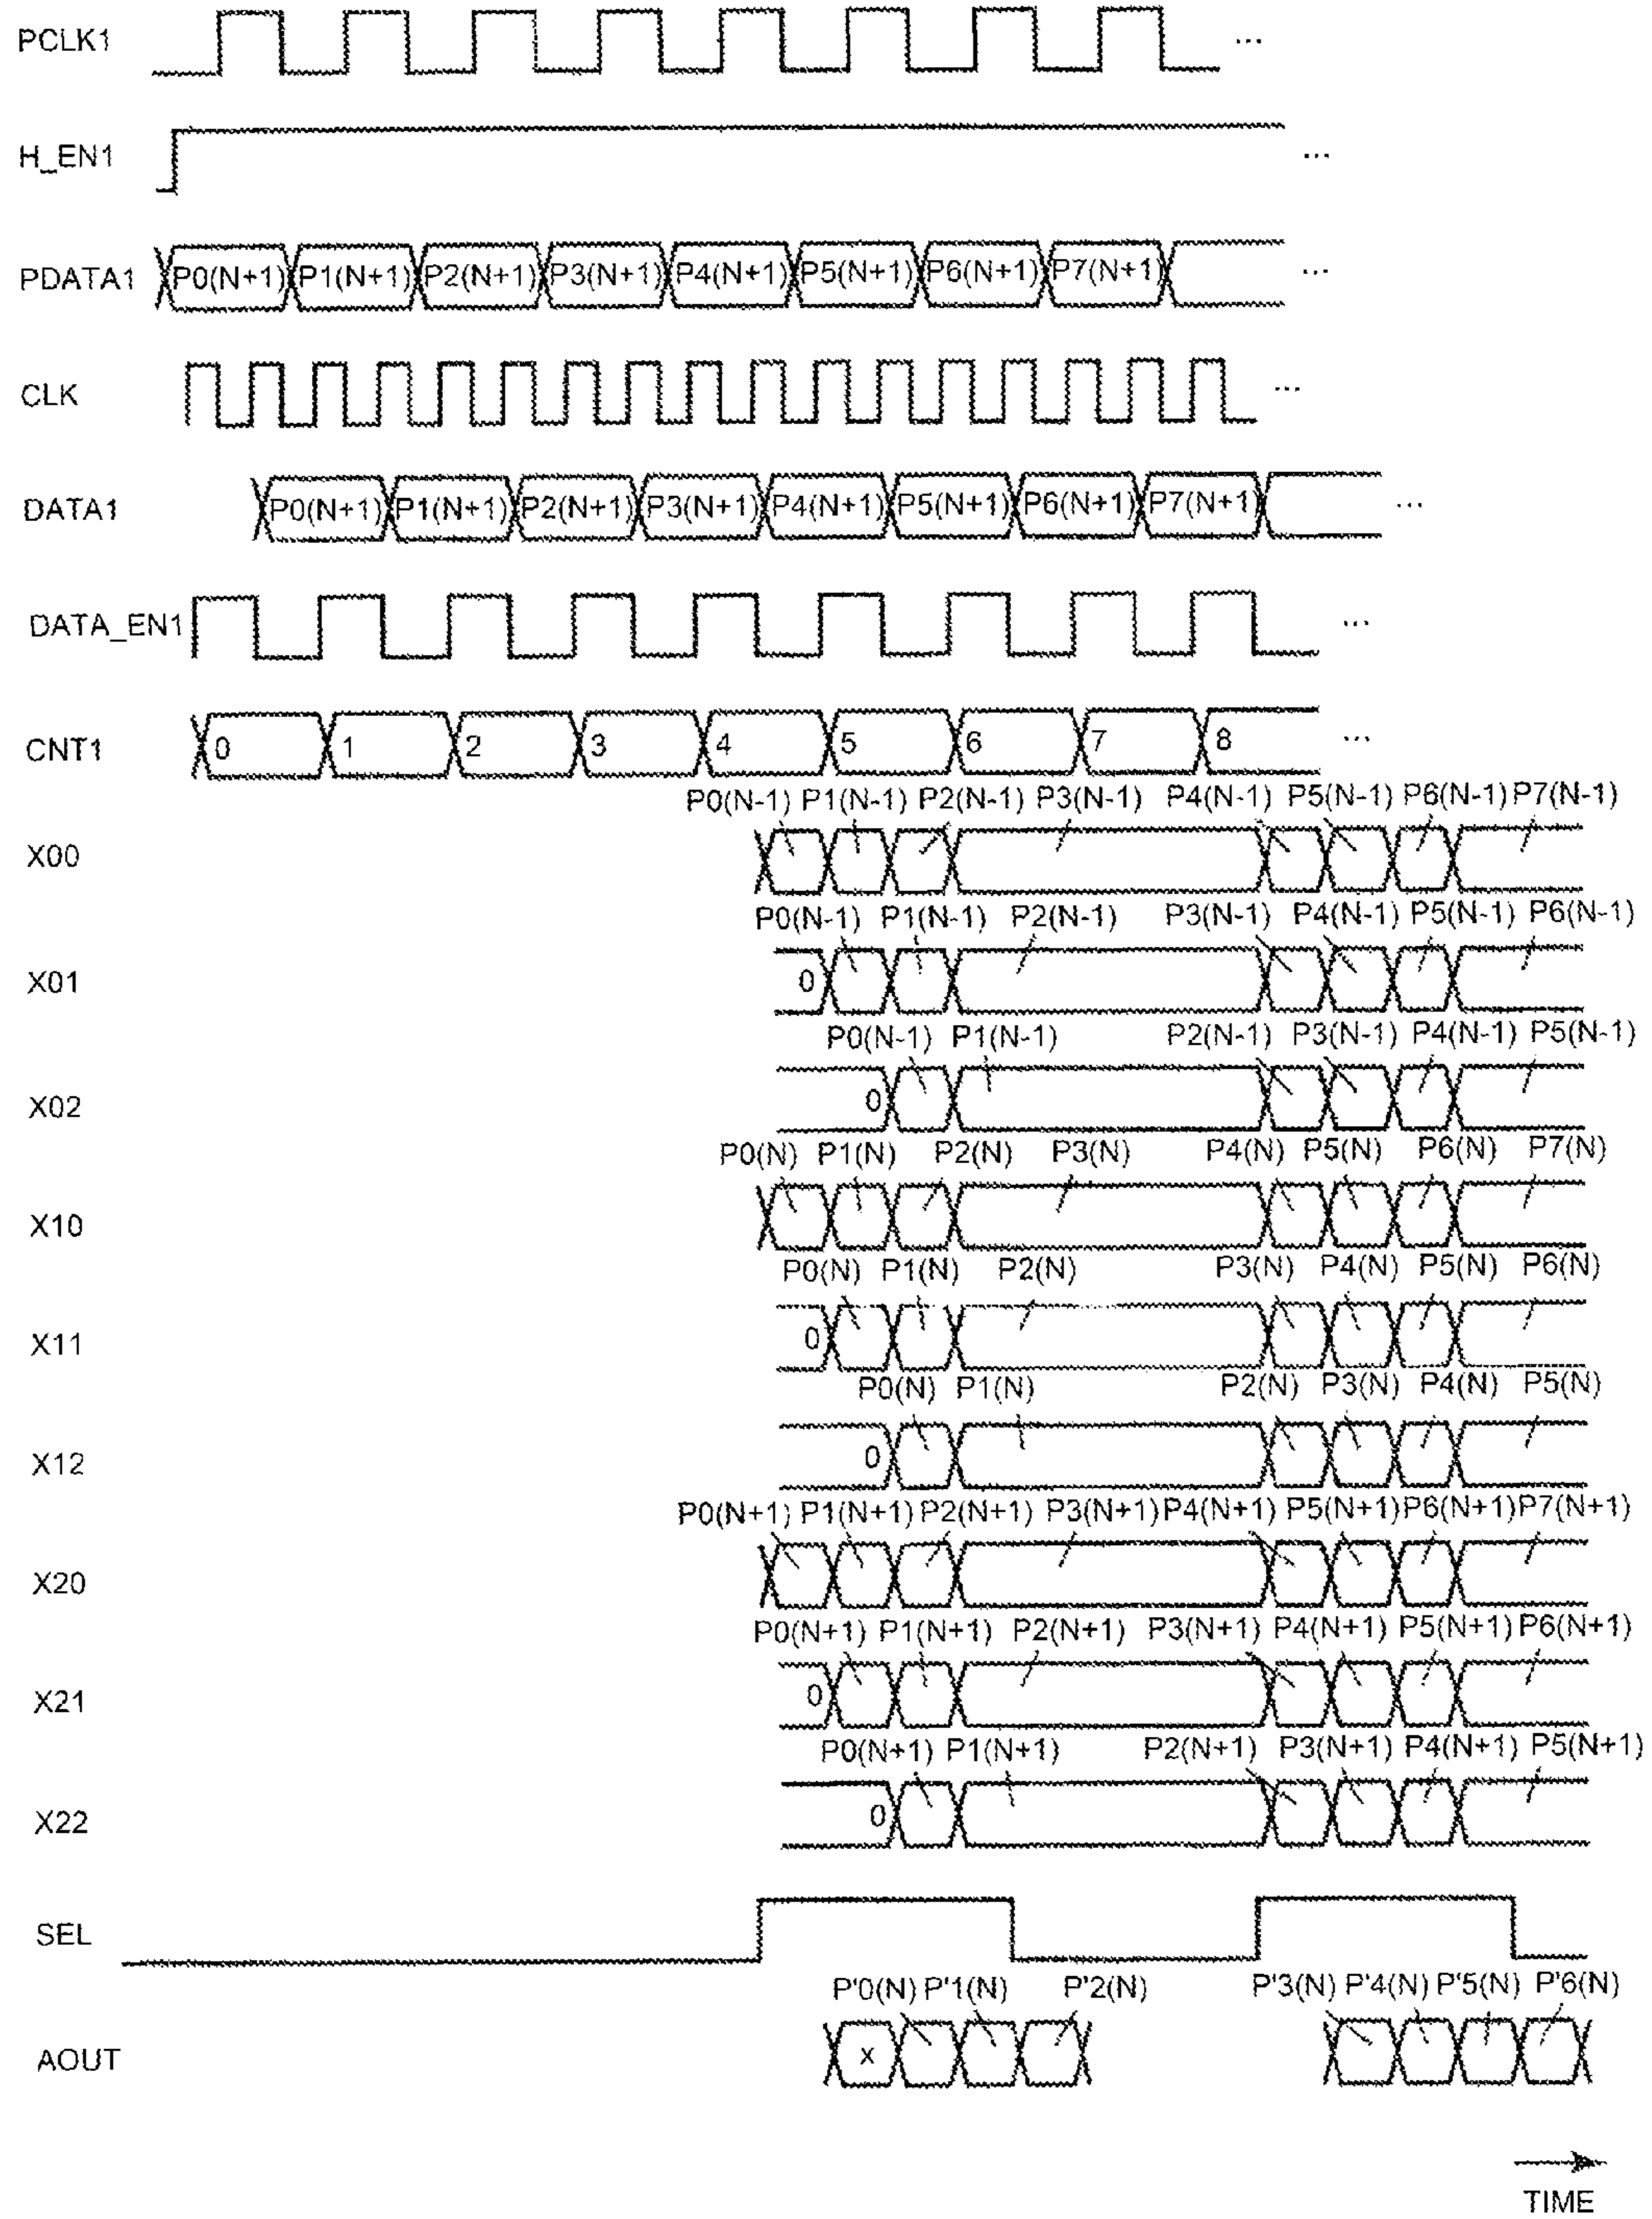 PCLK1 ...
H_EN1 ...
PDATA1 P0(N+1) P1(N+1) P2(N+1) P3(N+1) P4(N+1) P5(N+1) P6(N+1) P7(N+1) ...
CLK ...
DATA1 P0(N+1) P1(N+1) P2(N+1) P3(N+1) P4(N+1) P5(N+1) P6(N+1) P7(N+1) ...
DATA_EN1 ...
CNT1 0 1 2 3 4 5 6 7 8 ...
P0(N-1) P1(N-1) P2(N-1) P3(N-1) P4(N-1) P5(N-1) P6(N-1) P7(N-1)
X00
P0(N-1) P1(N-1) P2(N-1) P3(N-1) P4(N-1) P5(N-1) P6(N-1)
X01 0
P0(N-1) P1(N-1) P2(N-1) P3(N-1) P4(N-1) P5(N-1)
X02 0
P0(N) P1(N) P2(N) P3(N) P4(N) P5(N) P6(N) P7(N)
X10
P0(N) P1(N) P2(N) P3(N) P4(N) P5(N) P6(N)
X11 0
P0(N) P1(N) P2(N) P3(N) P4(N) P5(N)
X12 0
P0(N+1) P1(N+1) P2(N+1) P3(N+1) P4(N+1) P5(N+1) P6(N+1) P7(N+1)
X20
P0(N+1) P1(N+1) P2(N+1) P3(N+1) P4(N+1) P5(N+1) P6(N+1)
X21 0
P0(N+1) P1(N+1) P2(N+1) P3(N+1) P4(N+1) P5(N+1)
X22 0
SEL
P'0(N) P'1(N) P'2(N) P'3(N) P'4(N) P'5(N) P'6(N)
AOUT x
TIME